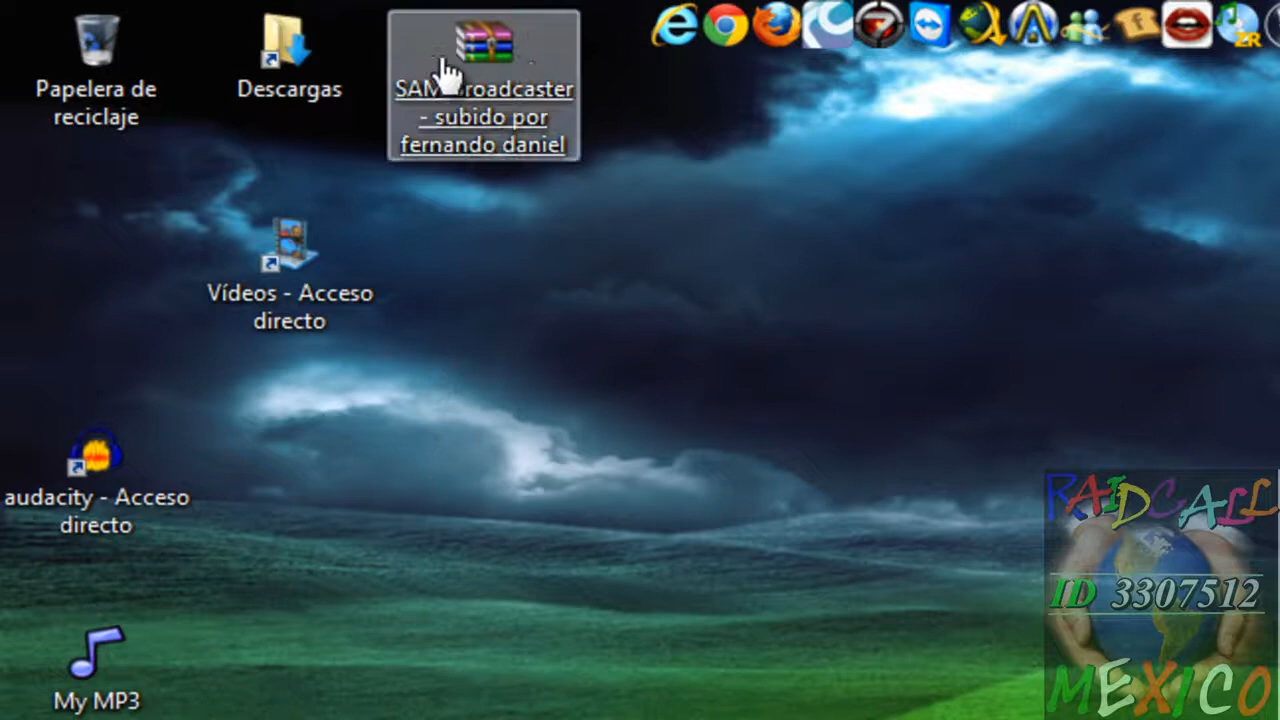 Papelera de
reciclaje
Descargas
SAM Broadcaster
- subido por
fernando daniel
Vídeos - Acceso
directo
audacity - Acceso
directo
My MP3
ZR
RAIDCALL
ID 3307512
MEXICO